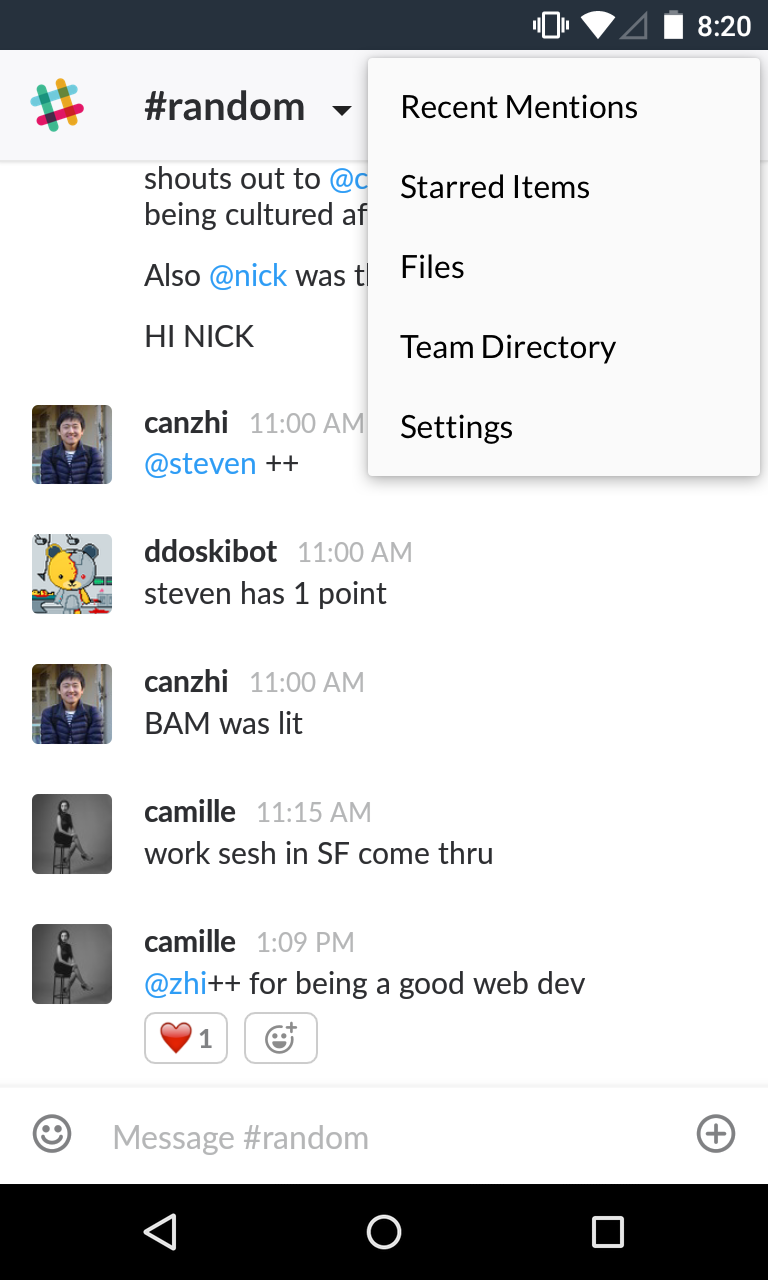 8:20
#random
Recent Mentions
Starred Items
Files
Team Directory
Settings
shouts out to @c
being cultured af
Also @nick was
HI NICK
canzhi 11:00 AM
@steven ++
ddoskibot 11:00 AM
steven has 1 point
canzhi 11:00 AM
BAM was lit
camille 11:15 AM
work sesh in SF come thru
camille 1:09 PM
@zhi++ for being a good web dev
1
Message #random